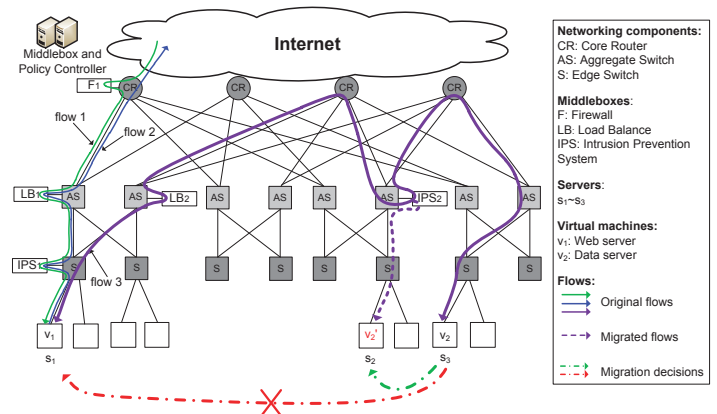 Internet
Middlebox and
Policy Controller
F1
CR
CR
CR
CR
flow 1
flow 2
LB1
AS
AS
LB2
AS
AS
AS
AS
IPS2
AS
AS
IPS1
S
S
flow 3
S
S
S
S
S
S
v1
v2'
v2
s1
s2
s3
Networking components:
CR: Core Router
AS: Aggregate Switch
S: Edge Switch
Middleboxes:
F: Firewall
LB: Load Balance
IPS: Intrusion Prevention
System
Servers:
s1~s3
Virtual machines:
v1: Web server
v2: Data server
Flows:
Original flows
Migrated flows
Migration decisions